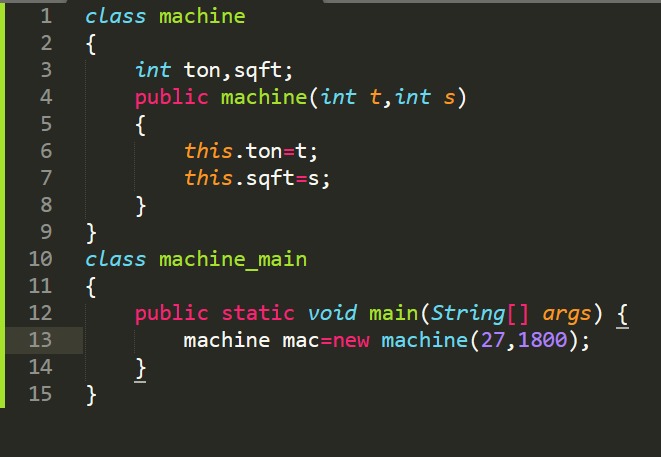 1 class machine
2 {
3 int ton,sqft;
4 public machine(int t,int s)
5 {
6 this.ton=t;
7 this.sqft=s;
8 }
9 }
10 class machine_main
11 {
12 public static void main(String[] args) {
13 machine mac=new machine(27,1800);
14 }
15 }